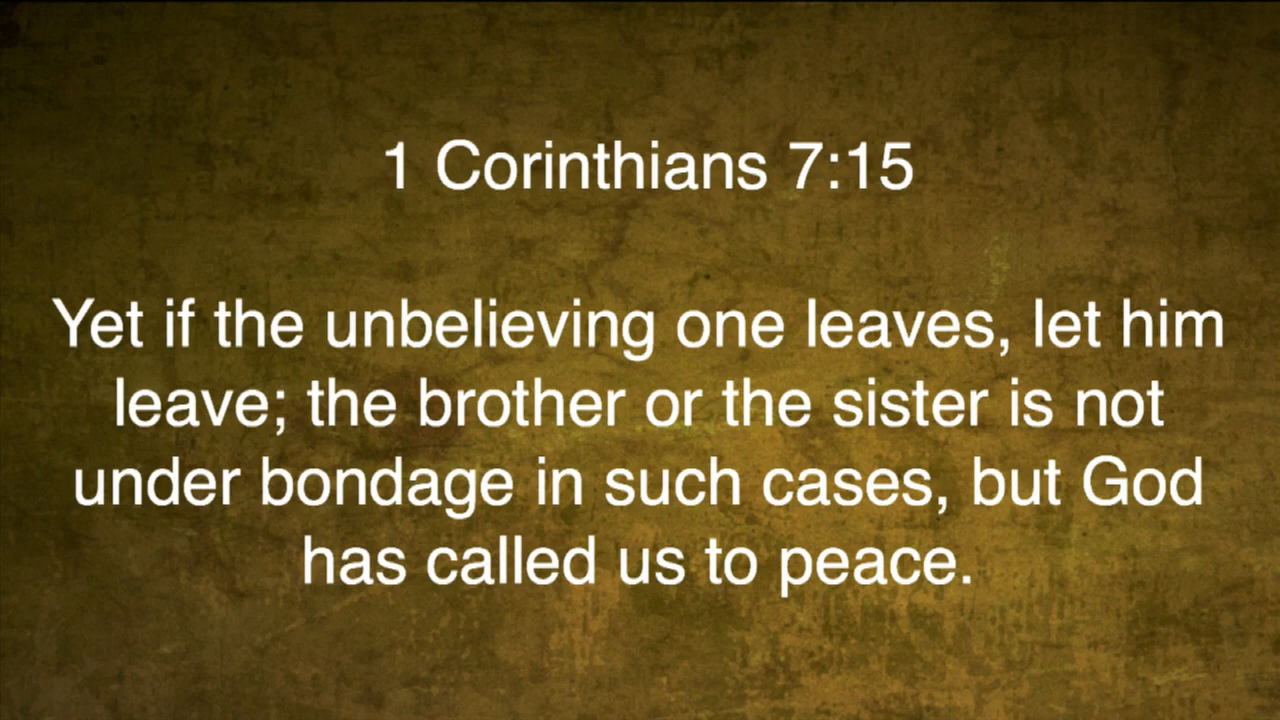 1 Corinthians 7:15
Yet if the unbelieving one leaves, let him
leave; the brother or the sister is not
under bondage in such cases, but God
has called us to peace.